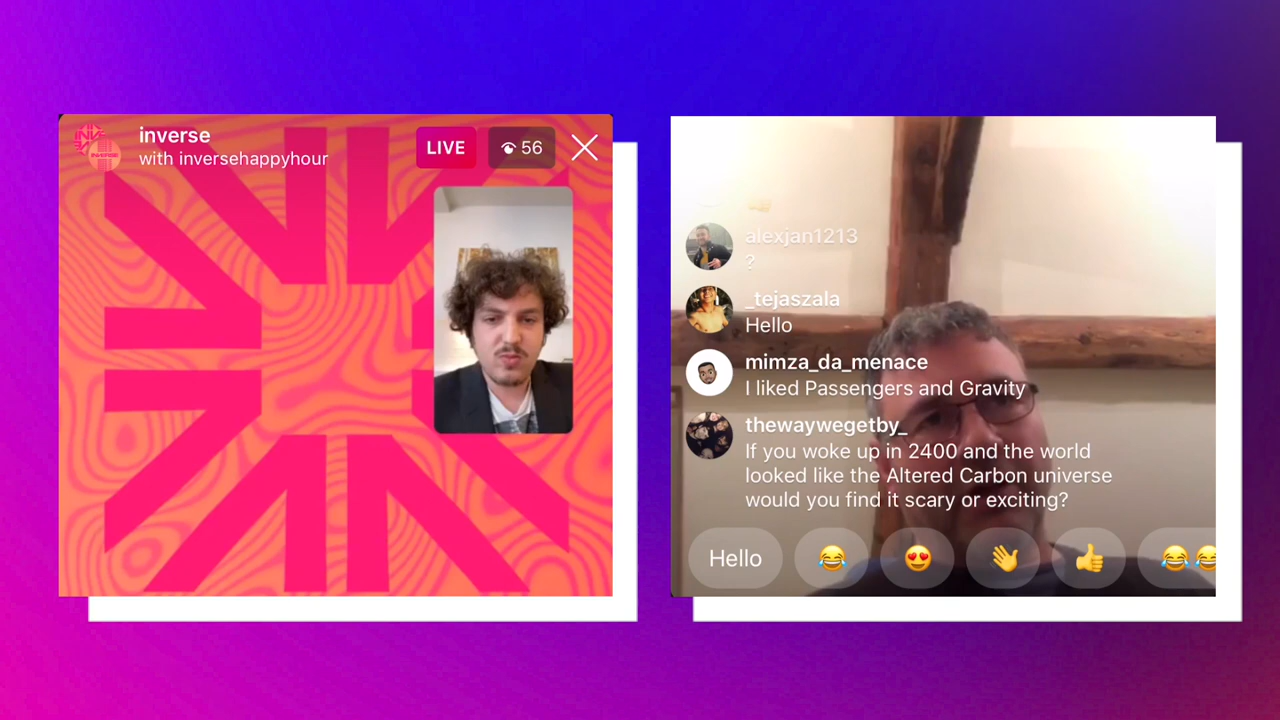 inverse
with inversehappyhour
LIVE
56
alexjan1213
?
_tejaszala
Hello
mimza_da_menace
I liked Passengers and Gravity
thewaywegetby_
If you woke up in 2400 and the world
looked like the Altered Carbon universe
would you find it scary or exciting?
Hello